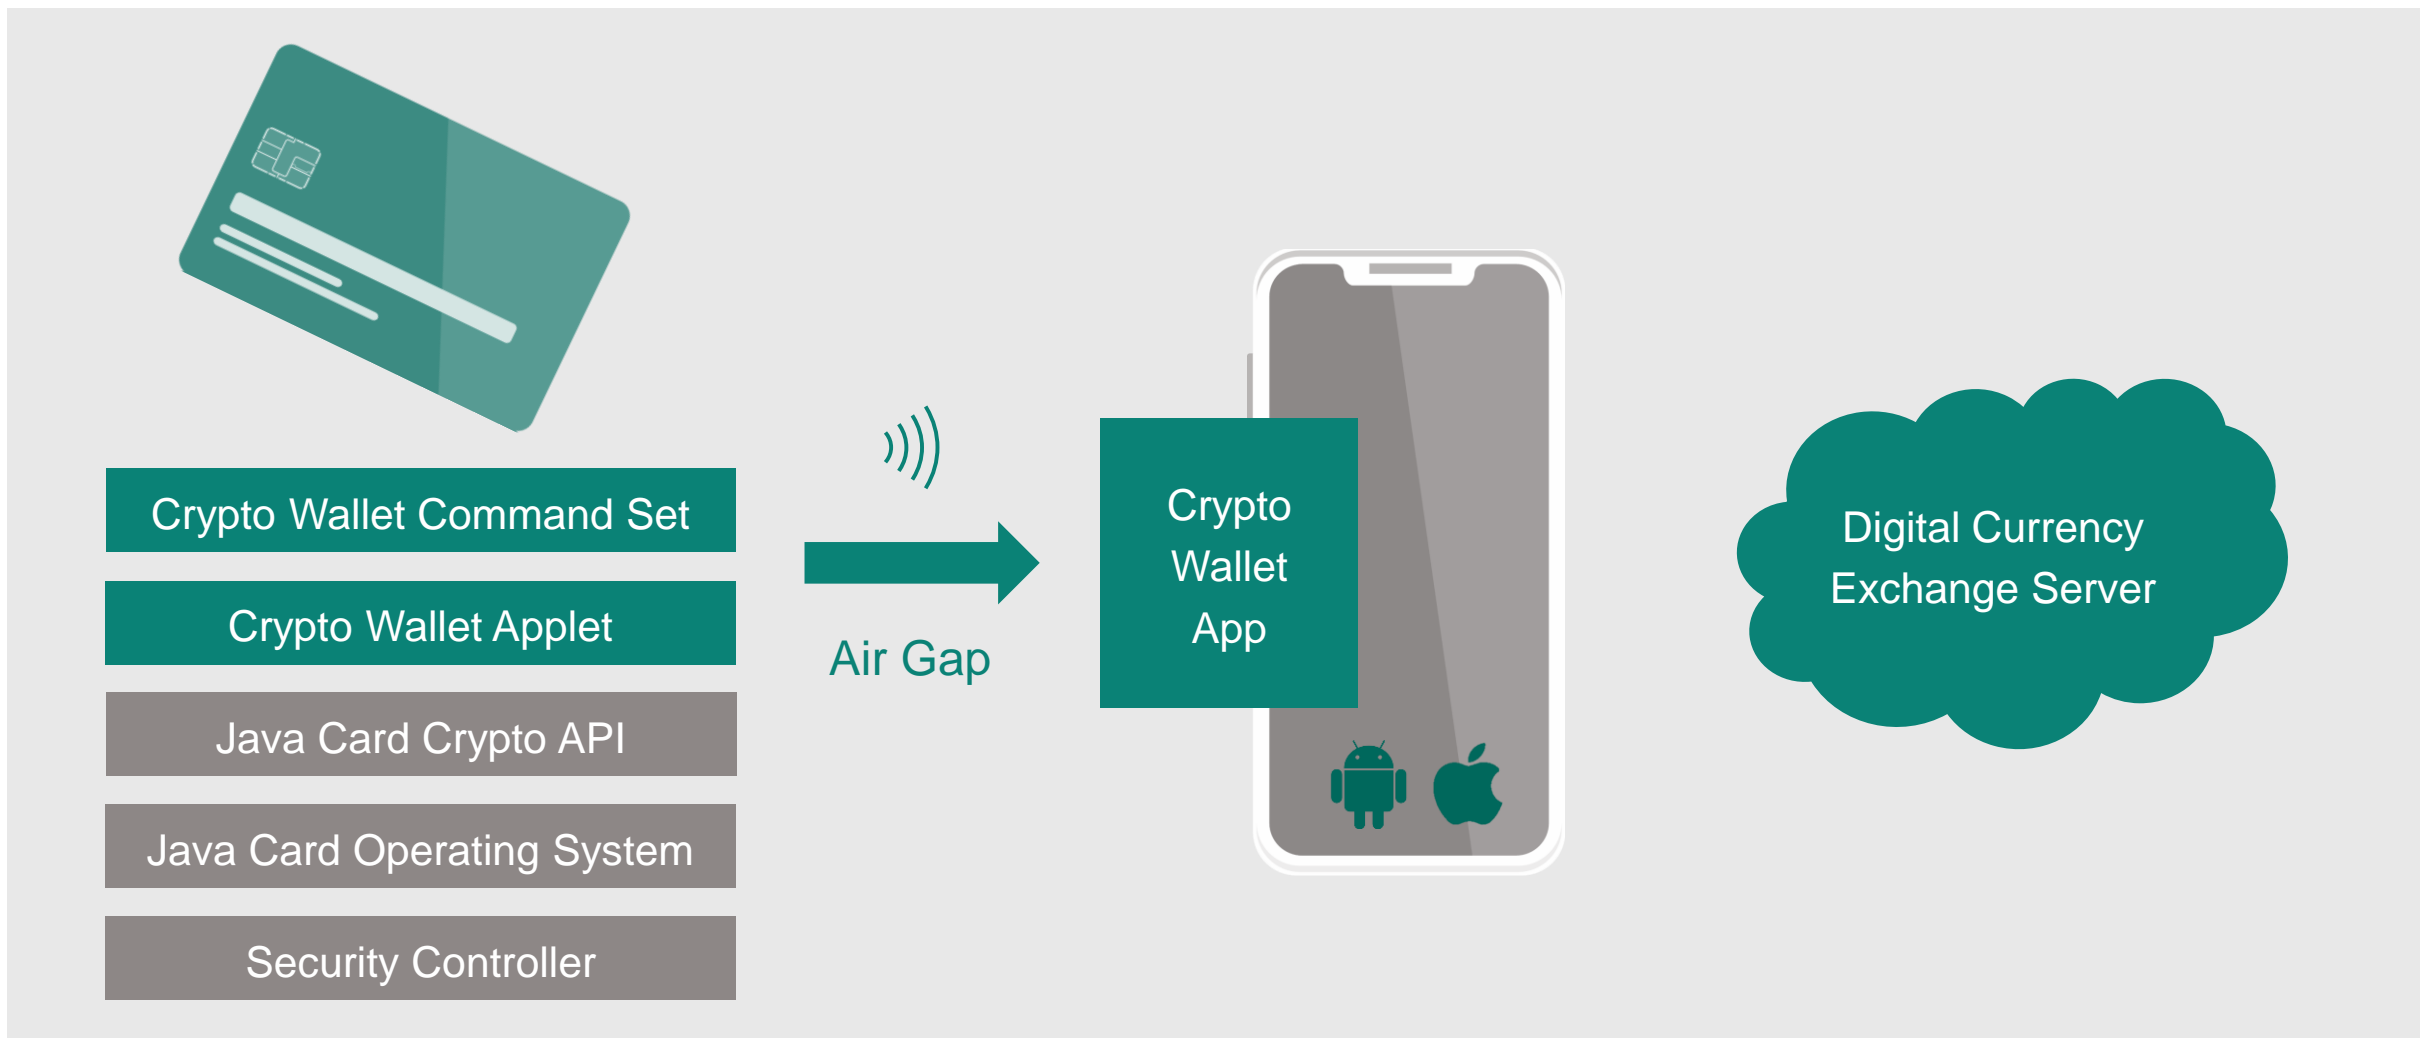 Crypto Wallet Command Set
Crypto Wallet Applet
Java Card Crypto API
Java Card Operating System
Security Controller
Air Gap
Crypto
Wallet
App
Digital Currency
Exchange Server